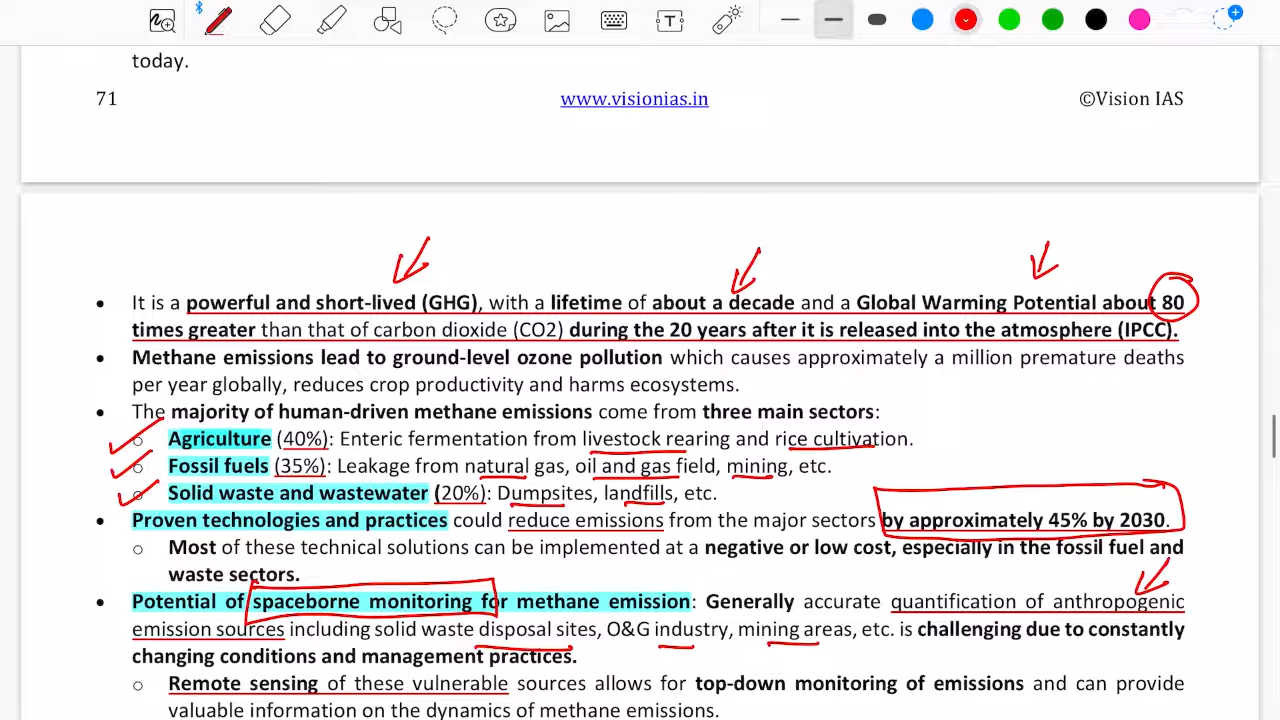 today.
71 www.visionias.in ©Vision IAS
• It is a powerful and short-lived (GHG), with a lifetime of about a decade and a Global Warming Potential about 80
times greater than that of carbon dioxide (CO2) during the 20 years after it is released into the atmosphere (IPCC).
• Methane emissions lead to ground-level ozone pollution which causes approximately a million premature deaths
per year globally, reduces crop productivity and harms ecosystems.
• The majority of human-driven methane emissions come from three main sectors:
o Agriculture (40%): Enteric fermentation from livestock rearing and rice cultivation.
o Fossil fuels (35%): Leakage from natural gas, oil and gas field, mining, etc.
o Solid waste and wastewater (20%): Dumpsites, landfills, etc.
• Proven technologies and practices could reduce emissions from the major sectors by approximately 45% by 2030.
o Most of these technical solutions can be implemented at a negative or low cost, especially in the fossil fuel and
waste sectors.
• Potential of spaceborne monitoring for methane emission: Generally accurate quantification of anthropogenic
emission sources including solid waste disposal sites, O&G industry, mining areas, etc. is challenging due to constantly
changing conditions and management practices.
o Remote sensing of these vulnerable sources allows for top-down monitoring of emissions and can provide
valuable information on the dynamics of methane emissions.